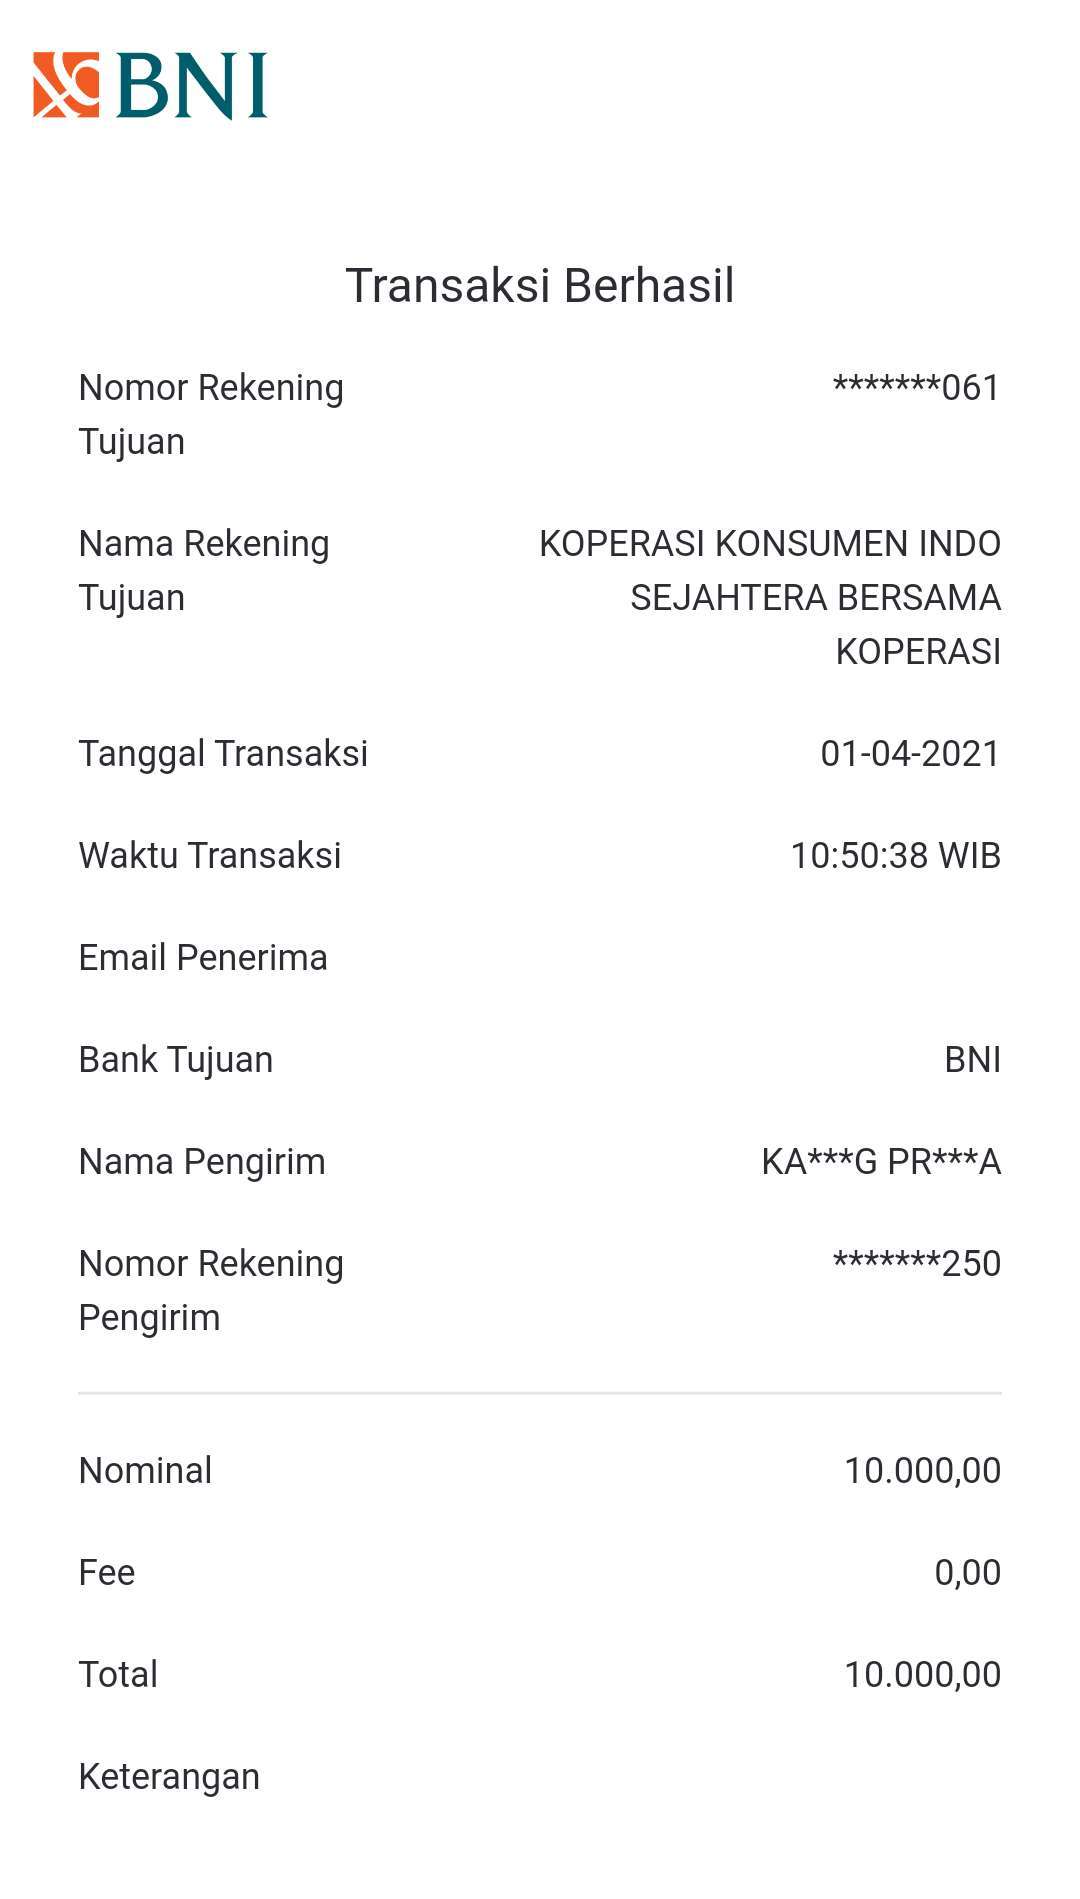 BNI
Transaksi Berhasil
Nomor Rekening Tujuan *******061
Nama Rekening Tujuan KOPERASI KONSUMEN INDO SEJAHTERA BERSAMA KOPERASI
Tanggal Transaksi 01-04-2021
Waktu Transaksi 10:50:38 WIB
Email Penerima
Bank Tujuan BNI
Nama Pengirim KA***G PR***A
Nomor Rekening Pengirim *******250
Nominal 10.000,00
Fee 0,00
Total 10.000,00
Keterangan